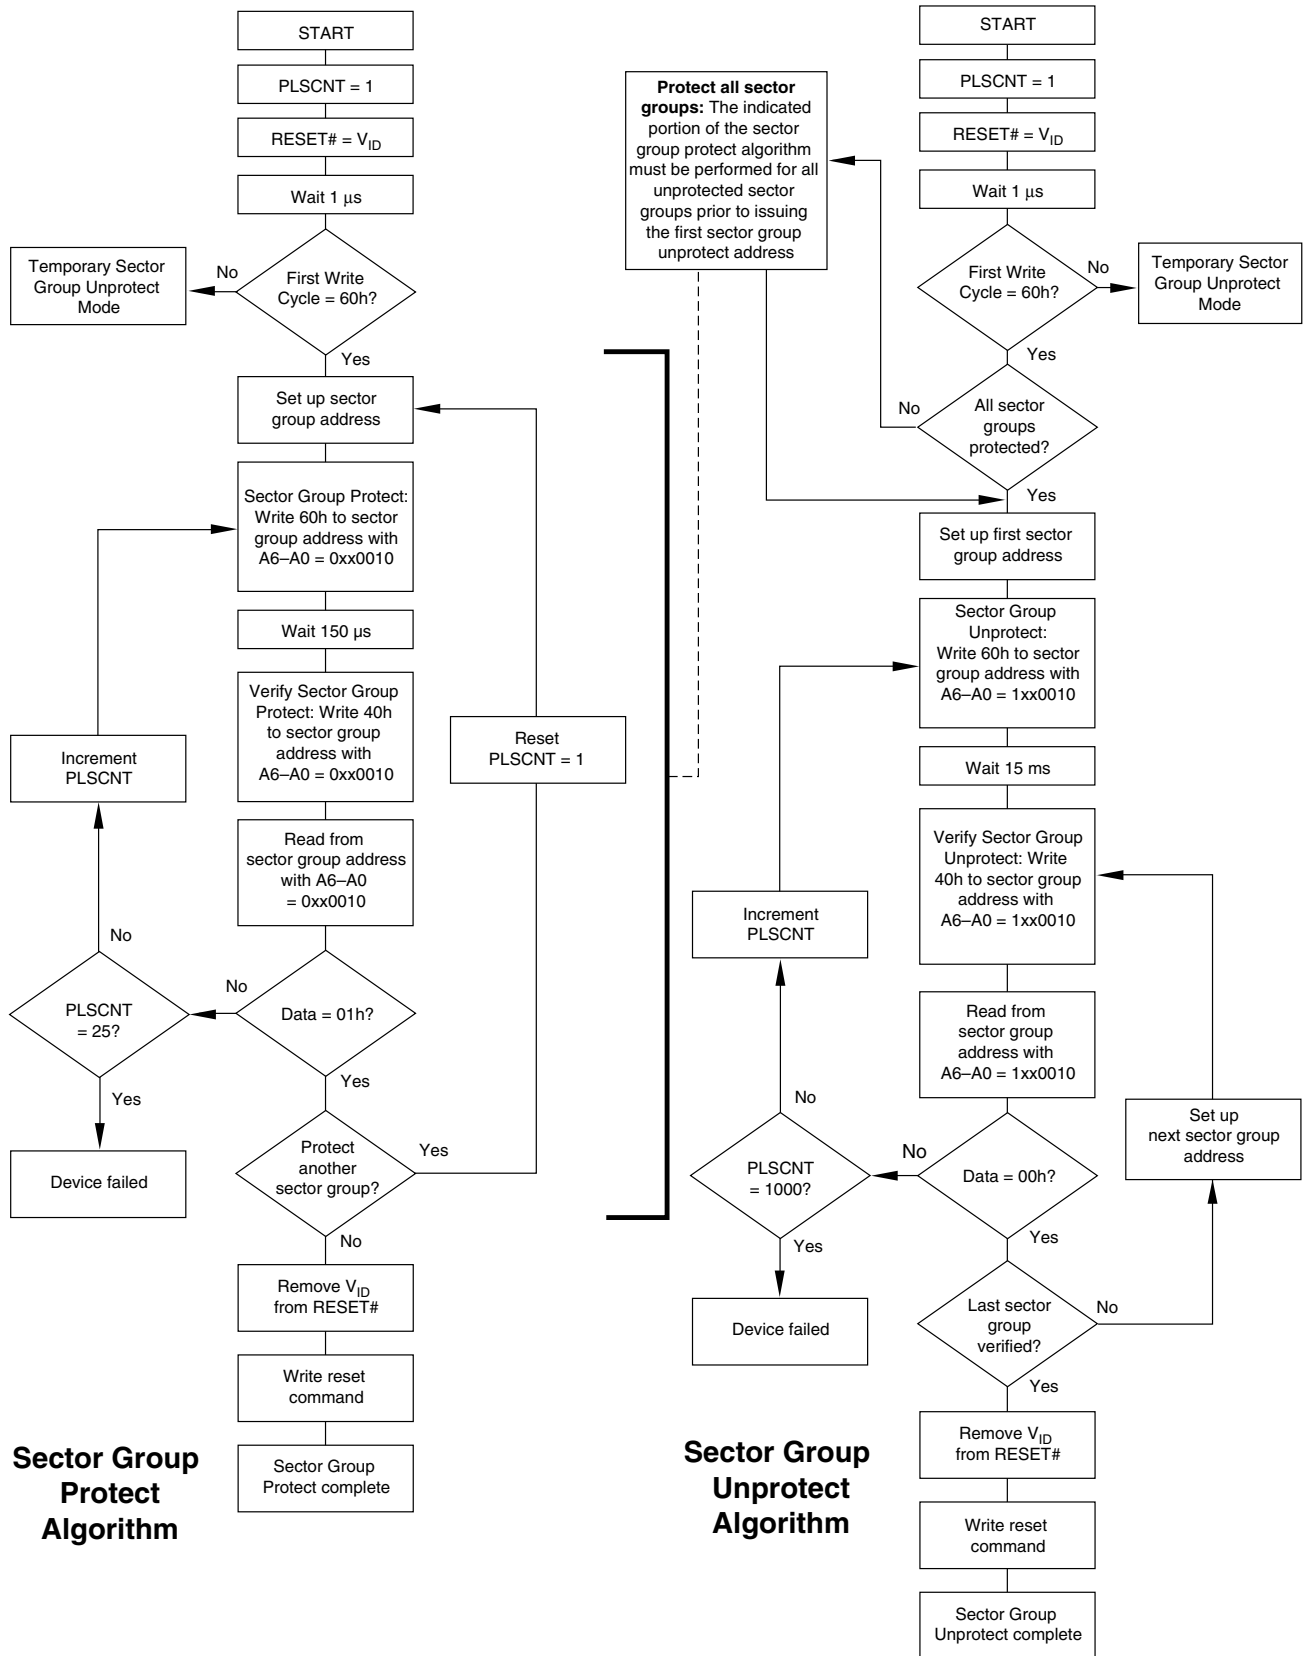 START
PLSCNT = 1
RESET# = VID
Wait 1 μs
First Write
Cycle = 60h?
No
Temporary Sector
Group Unprotect
Mode
Yes
Set up sector
group address
Sector Group Protect:
Write 60h to sector
group address with
A6–A0 = 0xx0010
Wait 150 μs
Verify Sector Group
Protect: Write 40h
to sector group
address with
A6–A0 = 0xx0010
Read from
sector group address
with A6–A0
= 0xx0010
Data = 01h?
No
PLSCNT
= 25?
No
Increment
PLSCNT
Yes
Device failed
Yes
Protect
another
sector group?
Yes
Reset
PLSCNT = 1
No
Remove VID
from RESET#
Write reset
command
Sector Group
Protect complete
Sector Group
Protect
Algorithm
START
PLSCNT = 1
RESET# = VID
Wait 1 μs
First Write
Cycle = 60h?
No
Temporary Sector
Group Unprotect
Mode
Yes
All sector
groups
protected?
No
Protect all sector
groups: The indicated
portion of the sector
group protect algorithm
must be performed for all
unprotected sector
groups prior to issuing
the first sector group
unprotect address
Yes
Set up first sector
group address
Sector Group
Unprotect:
Write 60h to sector
group address with
A6–A0 = 1xx0010
Wait 15 ms
Verify Sector Group
Unprotect: Write
40h to sector group
address with
A6–A0 = 1xx0010
Read from
sector group
address with
A6–A0 = 1xx0010
Data = 00h?
No
PLSCNT
= 1000?
No
Increment
PLSCNT
Yes
Device failed
Yes
Last sector
group
verified?
No
Set up
next sector group
address
Yes
Remove VID
from RESET#
Write reset
command
Sector Group
Unprotect complete
Sector Group
Unprotect
Algorithm